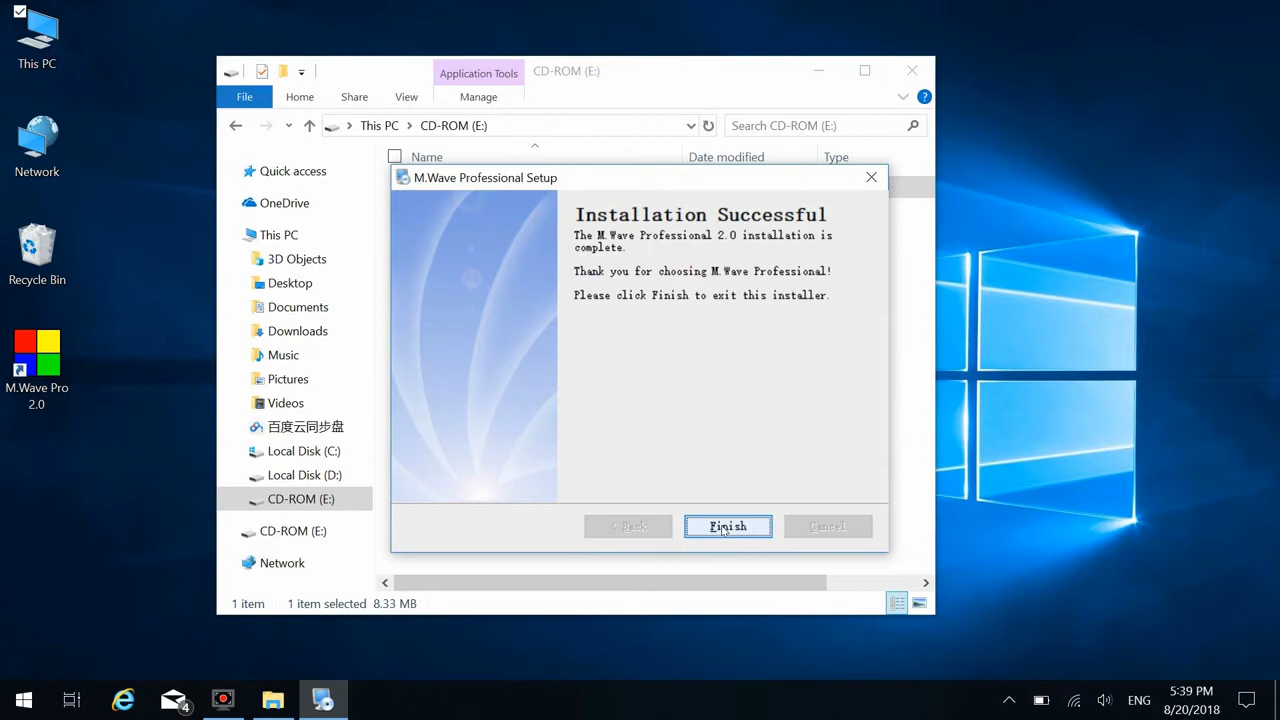 This PC
Network
Recycle Bin
M.Wave Pro
2.0
Application Tools
CD-ROM (E:)
File
Home
Share
View
Manage
?
This PC
CD-ROM (E:)
Search CD-ROM (E:)
Name
Date modified
Type
Quick access
OneDrive
This PC
3D Objects
Desktop
Documents
Downloads
Music
Pictures
Videos
百度云同步盘
Local Disk (C:)
Local Disk (D:)
CD-ROM (E:)
CD-ROM (E:)
Network
M.Wave Professional Setup
Installation Successful
The M.Wave Professional 2.0 installation is
complete.
Thank you for choosing M.Wave Professional!
Please click Finish to exit this installer.
< Back
Finish
Cancel
1 item
1 item selected 8.33 MB
4
ENG
5:39 PM
8/20/2018